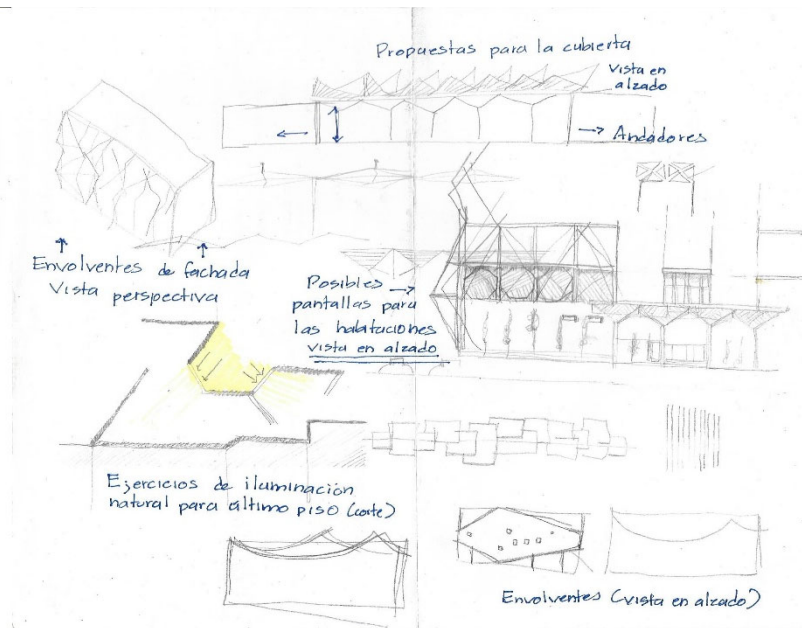 Propuestas para la cubierta
Vista en
alzado
Andadores
Envolventes de fachada
Vista perspectiva
Posibles
pantallas para
las habitaciones
vista en alzado
Ejercicios de iluminación
natural para último piso (corte)
Envolventes (vista en alzado)